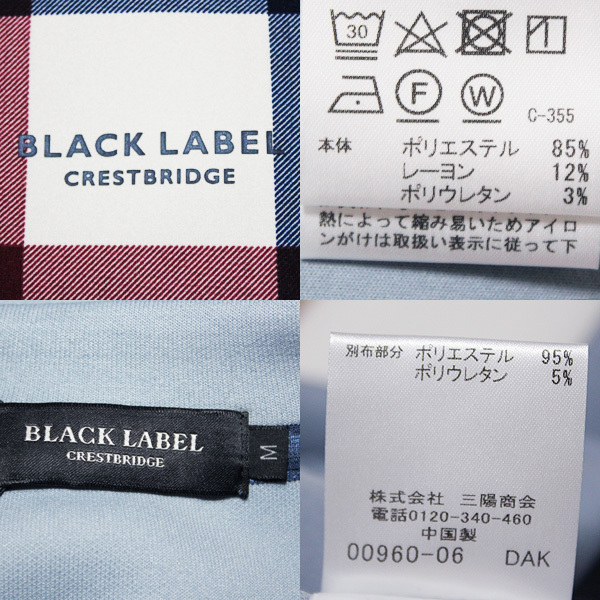 BLACK LABEL
CRESTBRIDGE
30
F
W
C-355
本体 ポリエステル 85%
レーヨン 12%
ポリウレタン 3%
熱によって縮み易いためアイロ
ンがけは取扱い表示に従って下
BLACK LABEL
CRESTBRIDGE
M
別布部分 ポリエステル 95%
ポリウレタン 5%
株式会社 三陽商会
電話0120-340-460
中国製
00960-06 DAK